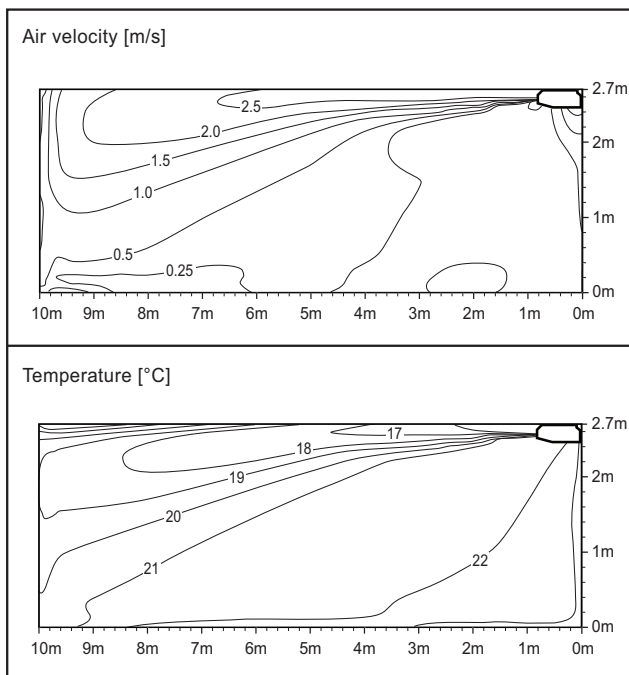 Air velocity [m/s]
2.7m
2.5
2.0
2m
1.5
1.0
1m
0.5
0.25
0m
10m 9m 8m 7m 6m 5m 4m 3m 2m 1m 0m
Temperature [°C]
2.7m
17
18
2m
19
20
1m
21
22
0m
10m 9m 8m 7m 6m 5m 4m 3m 2m 1m 0m